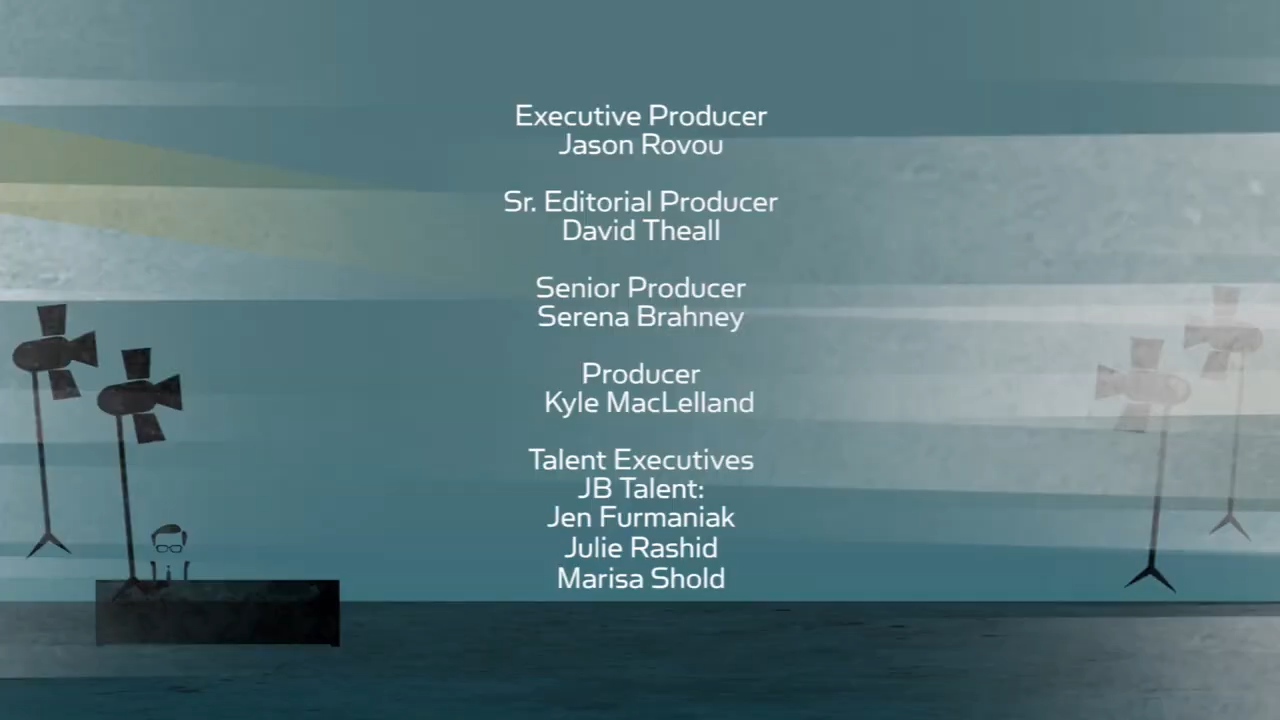 Executive Producer
Jason Rovou
Sr. Editorial Producer
David Theall
Senior Producer
Serena Brahney
Producer
Kyle MacLelland
Talent Executives
JB Talent:
Jen Furmaniak
Julie Rashid
Marisa Shold